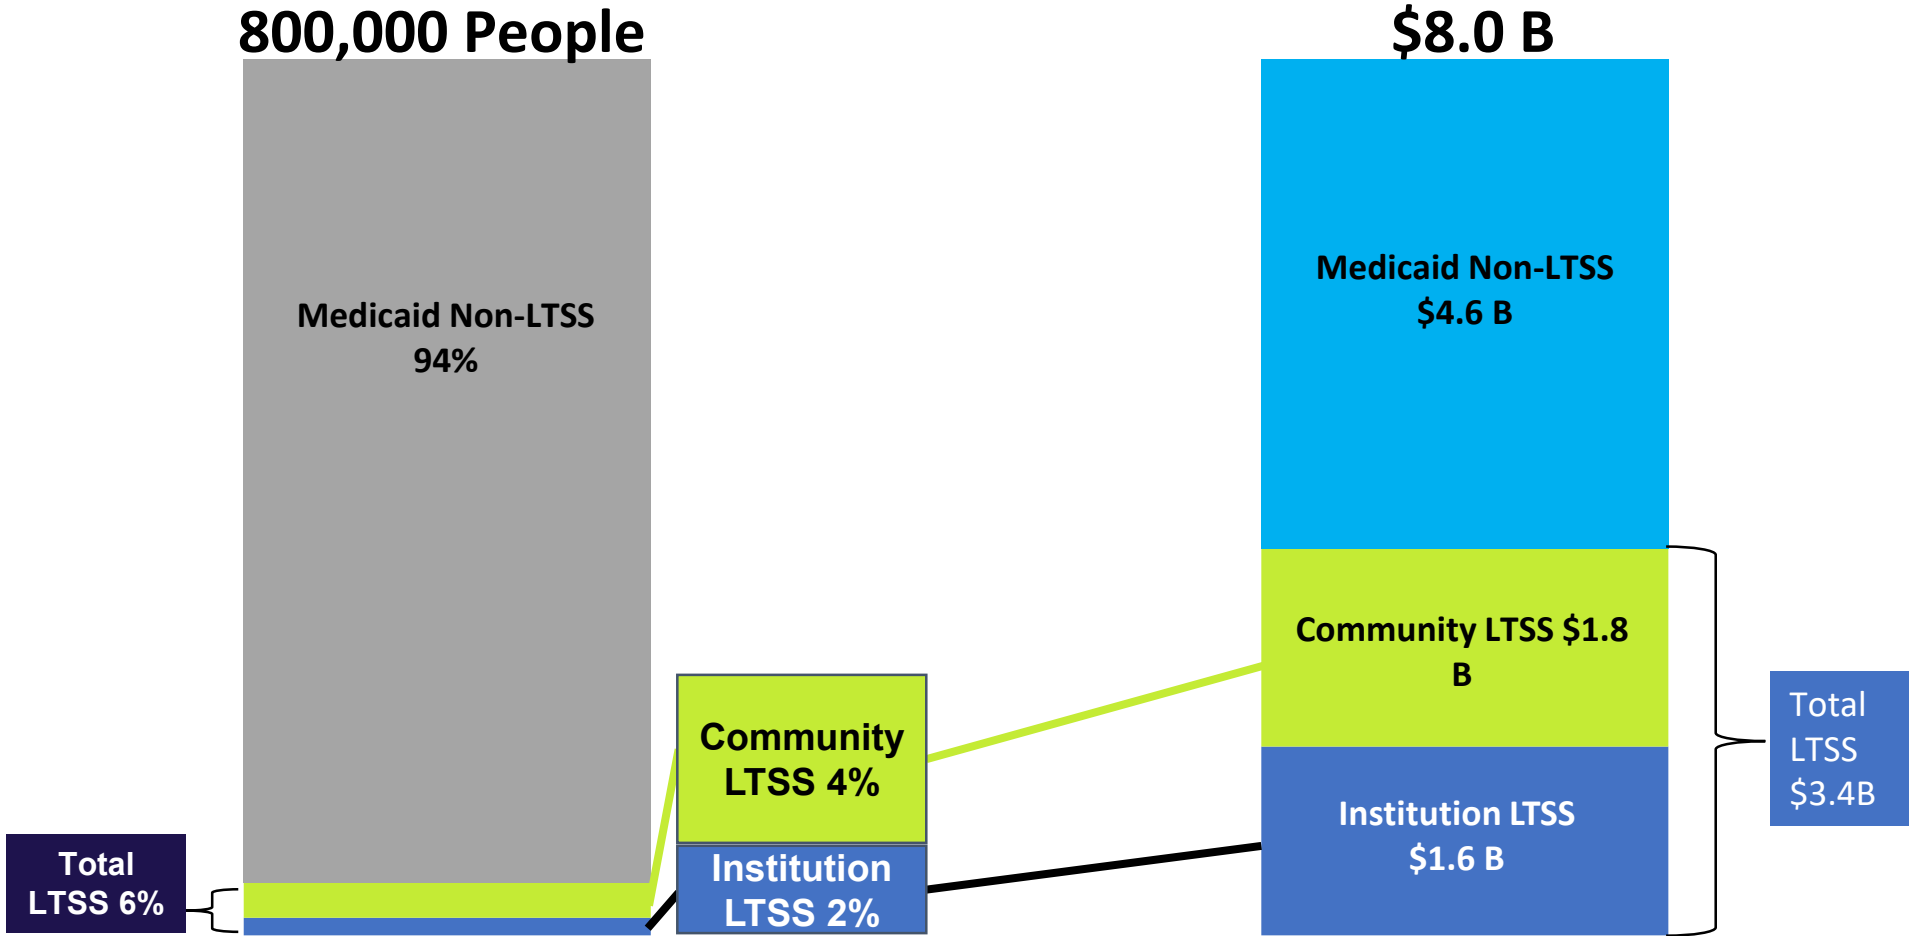 800,000 People
$8.0 B
Medicaid Non-LTSS
94%
Medicaid Non-LTSS
$4.6 B
Community
LTSS 4%
Institution
LTSS 2%
Total
LTSS 6%
Community LTSS $1.8
B
Institution LTSS
$1.6 B
Total
LTSS
$3.4B